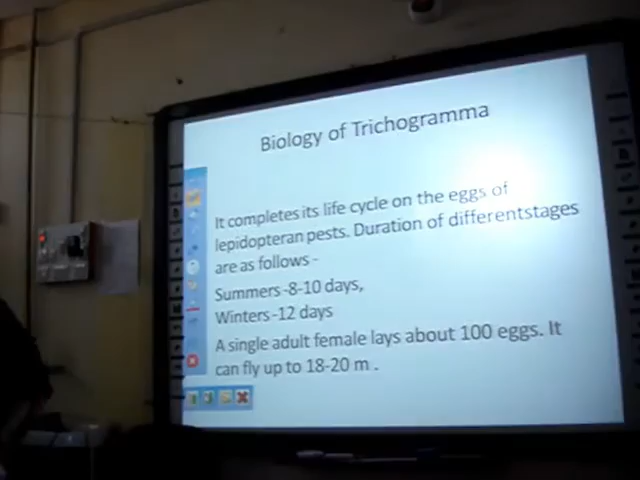 Biology of Trichogramma
It completes its life cycle on the eggs of
lepidopteran pests. Duration of differentstages
are as follows -
Summers -8-10 days,
Winters -12 days
A single adult female lays about 100 eggs. It
can fly up to 18-20 m .